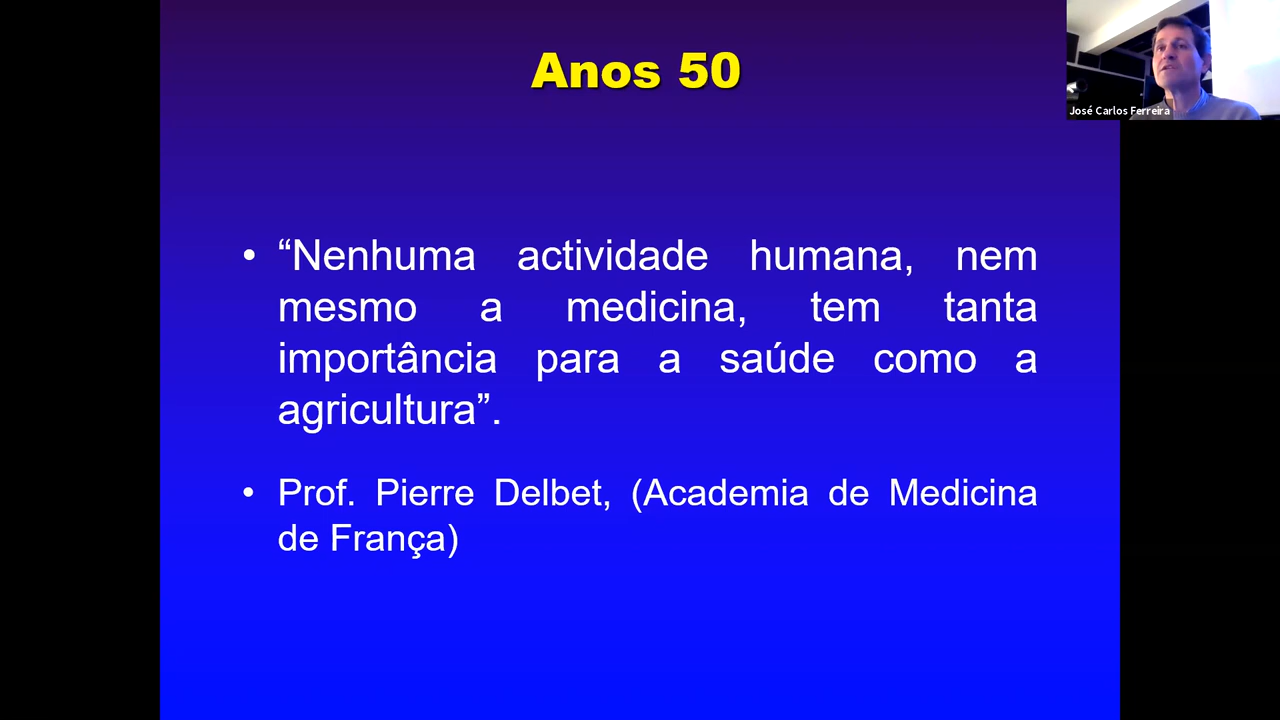 Anos 50
José Carlos Ferreira
• “Nenhuma actividade humana, nem
mesmo a medicina, tem tanta
importância para a saúde como a
agricultura”.
• Prof. Pierre Delbet, (Academia de Medicina
de França)